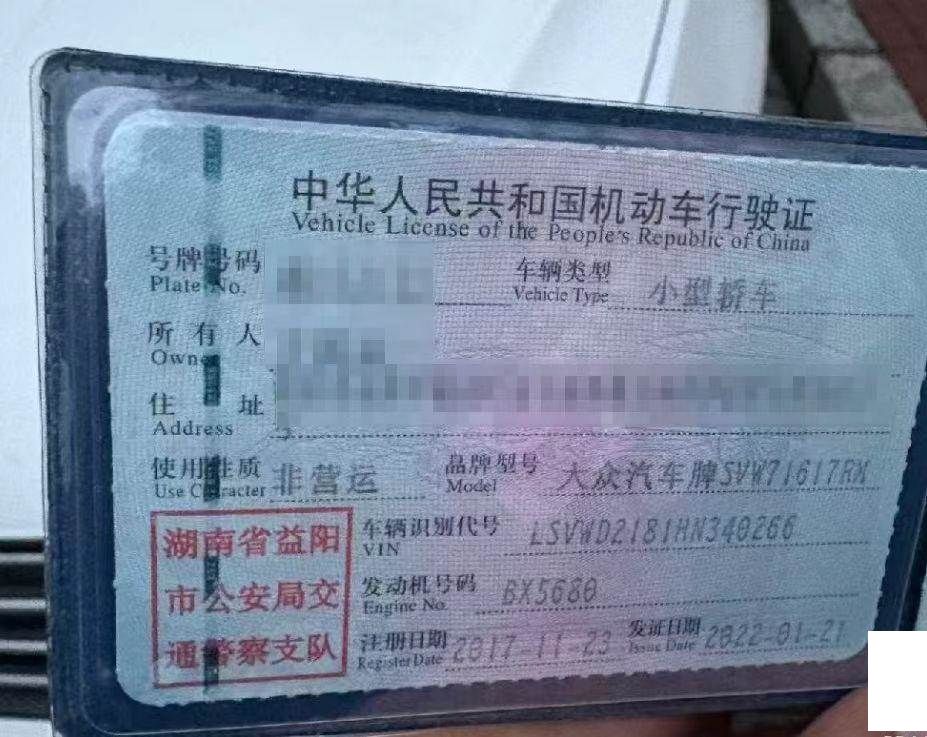 中华人民共和国机动车行驶证
Vehicle License of the People's Republic of China
号牌号码 车辆类型 小型轿车
Plate No. Vehicle Type
所有人
Owner
住址
Address
使用性质 非营运 品牌型号 大众汽车牌SVW71617RM
Use Character Model
湖南省益阳 车辆识别代号 LSVWD2181HN340266
VIN
市公安局交 发动机号码 BX5680
Engine No.
通警察支队 注册日期 2017-11-23 发证日期 2022-01-21
Register Date Issue Date